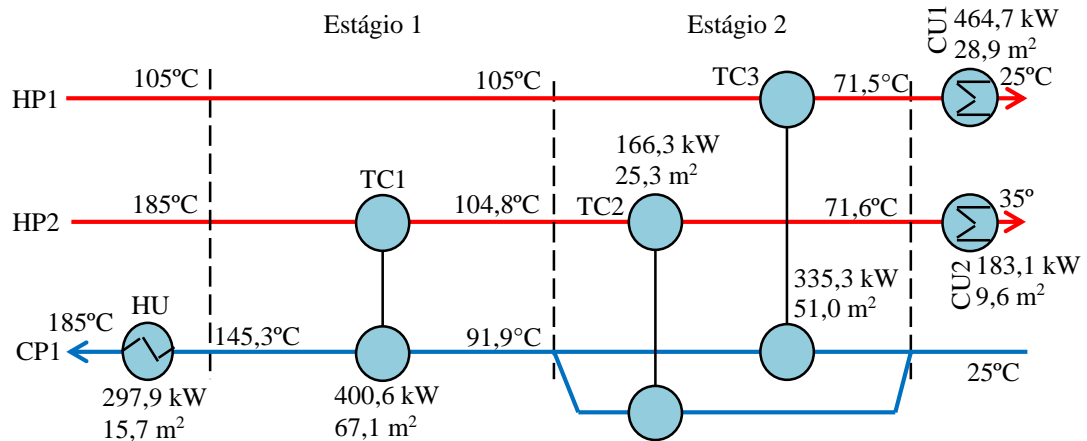 Estágio 1
Estágio 2
CU1
464,7 kW
28,9 m²
HP1
105ºC
105ºC
TC3
71,5°C
25ºC
166,3 kW
25,3 m²
HP2
185ºC
TC1
104,8ºC
TC2
71,6ºC
35º
CU2
183,1 kW
9,6 m²
335,3 kW
51,0 m²
HU
185ºC
CP1
145,3ºC
91,9°C
25ºC
297,9 kW
15,7 m²
400,6 kW
67,1 m²